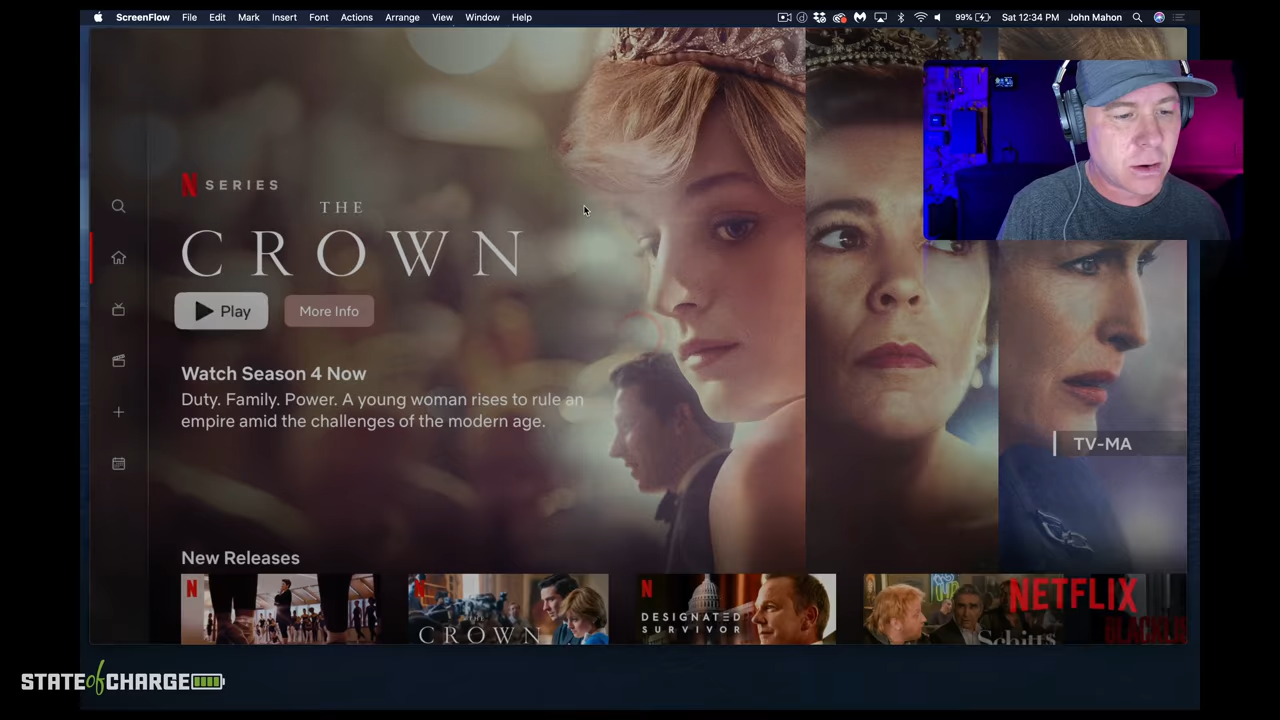 ScreenFlow File Edit Mark Insert Font Actions Arrange View Window Help 99% Sat 12:34 PM John Mahon
N SERIES
THE
CROWN
Play More Info
Watch Season 4 Now
Duty. Family. Power. A young woman rises to rule an
empire amid the challenges of the modern age.
TV-MA
New Releases
N
THE
CROWN
N
DESIGNATED
SURVIVOR
Schitt's
NETFLIX
STATE of CHARGE